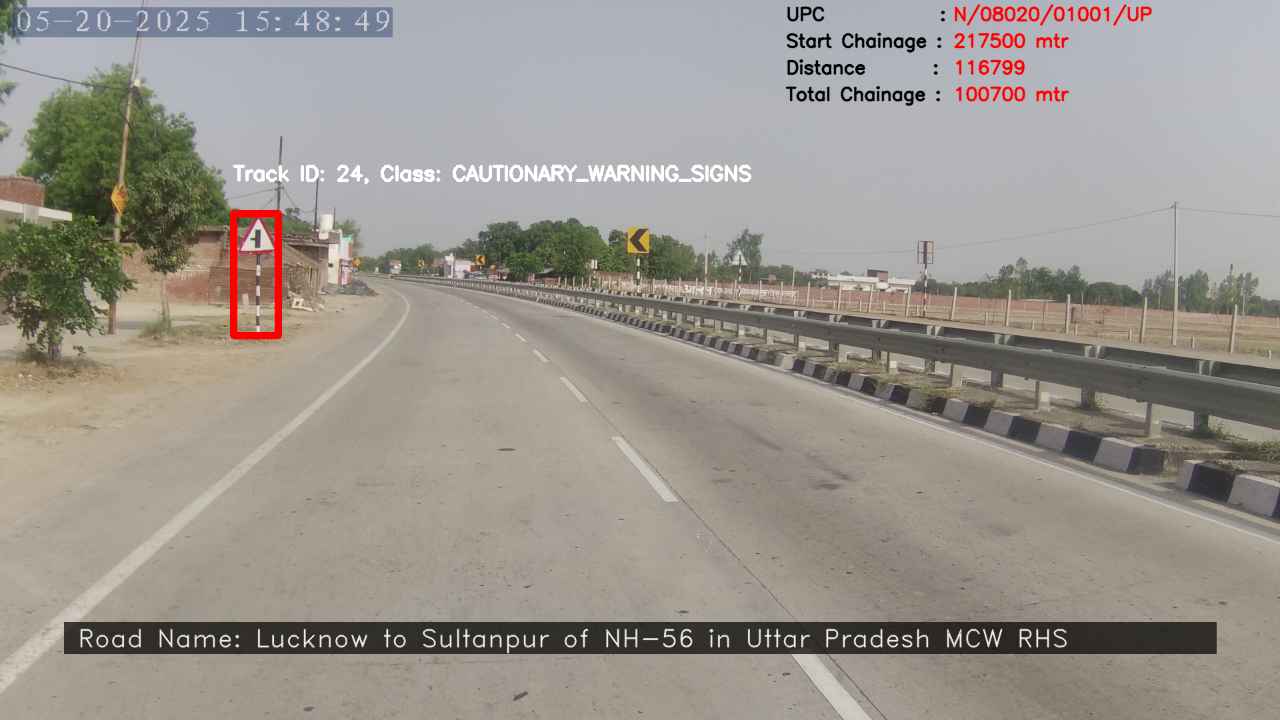 05-20-2025 15:48:49
UPC : N/08020/01001/UP
Start Chainage : 217500 mtr
Distance : 116799
Total Chainage : 100700 mtr
Track ID: 24, Class: CAUTIONARY_WARNING_SIGNS
Road Name: Lucknow to Sultanpur of NH-56 in Uttar Pradesh MCW RHS